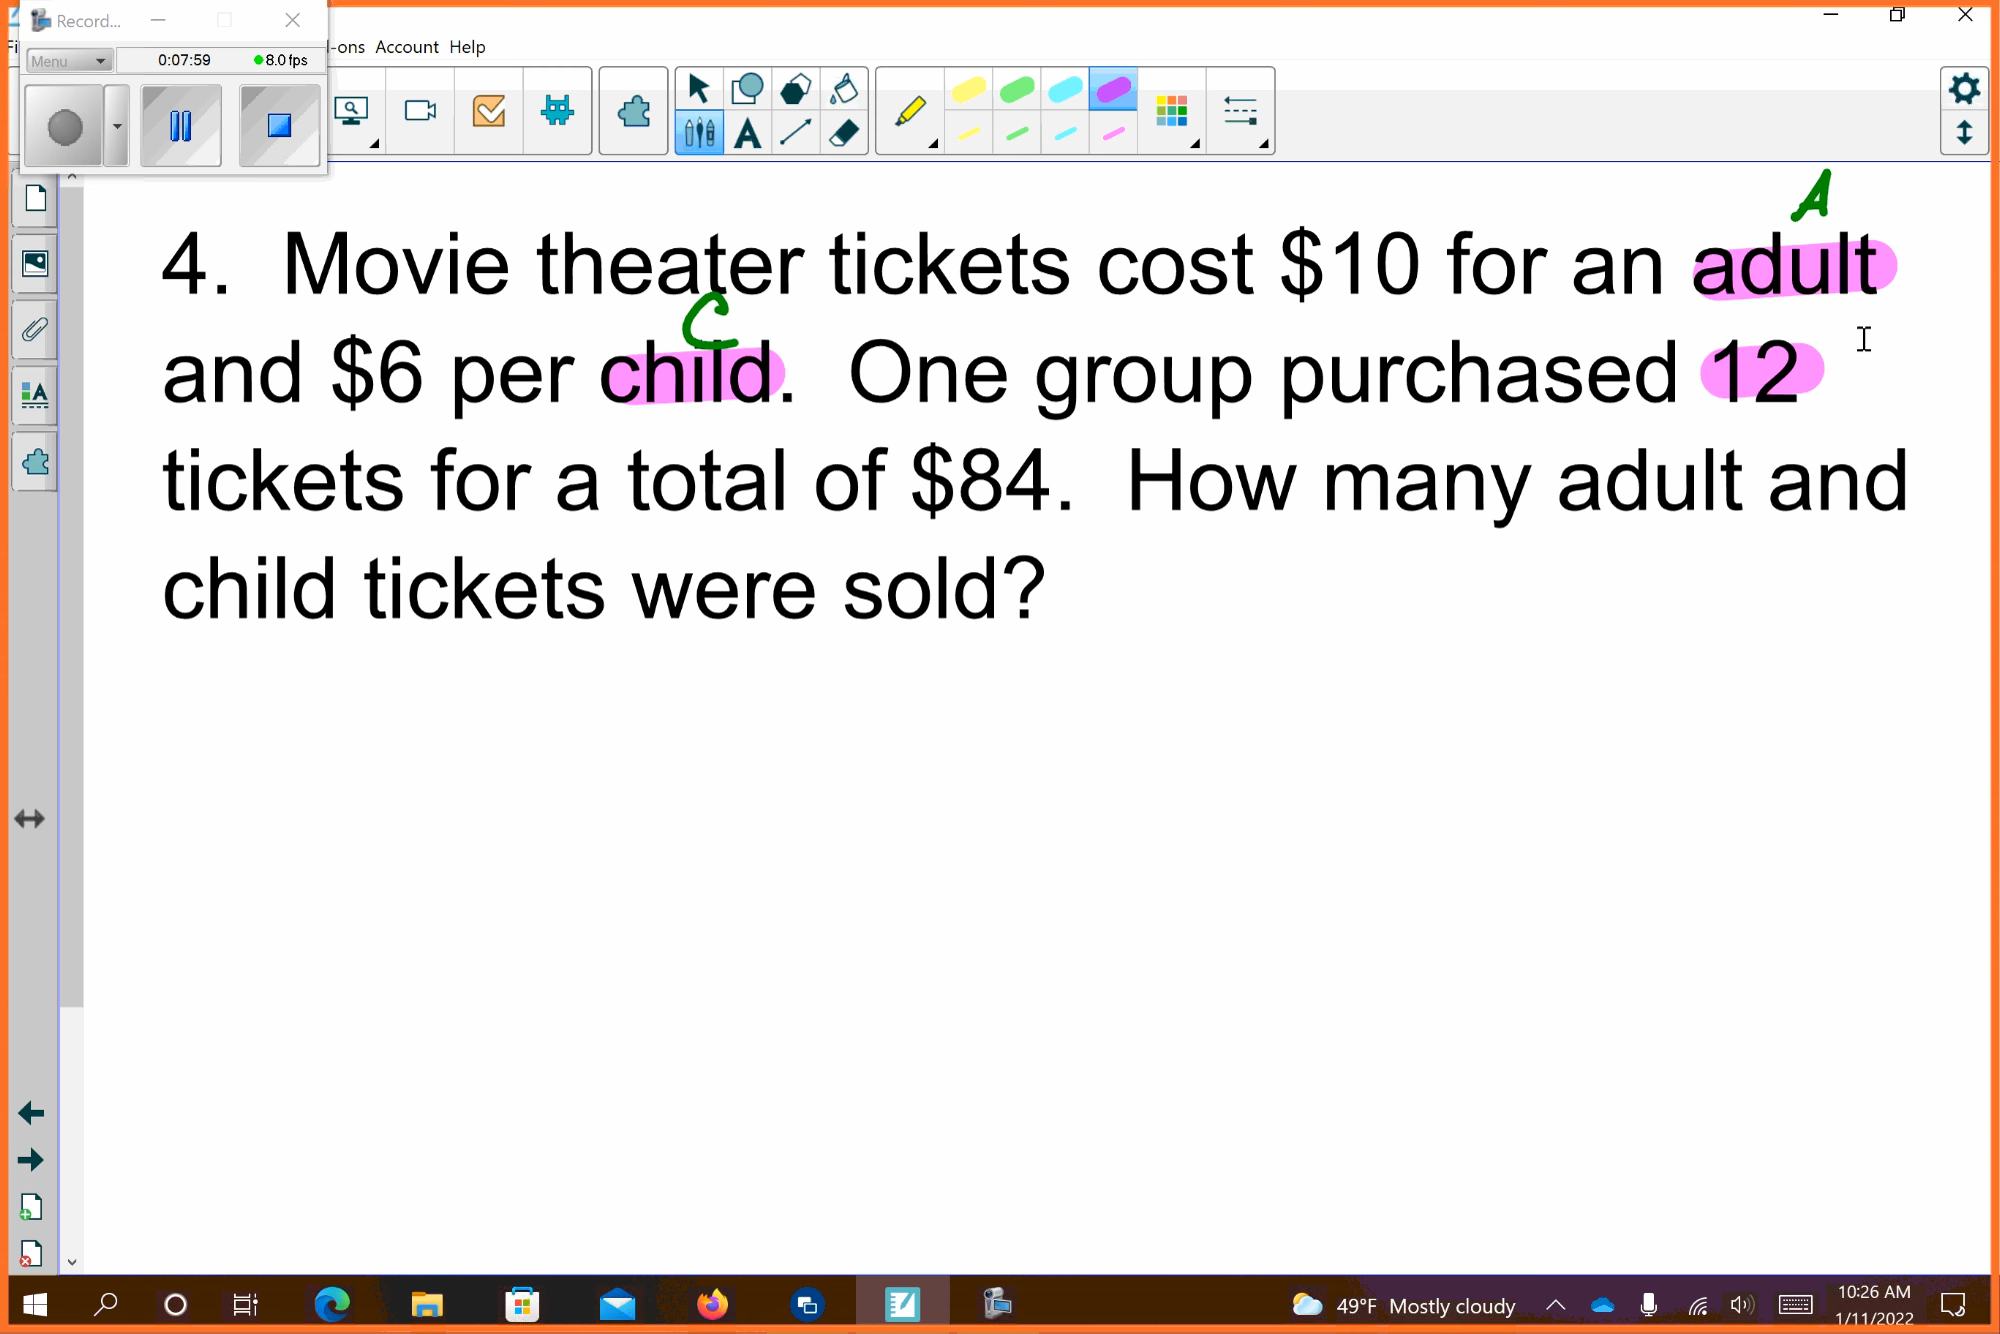 Record...
Menu 0:07:59 8.0 fps
-ons Account Help
A
4. Movie theater tickets cost $10 for an adult
C
and $6 per child. One group purchased 12
tickets for a total of $84. How many adult and
child tickets were sold?
49°F Mostly cloudy
10:26 AM
1/11/2022